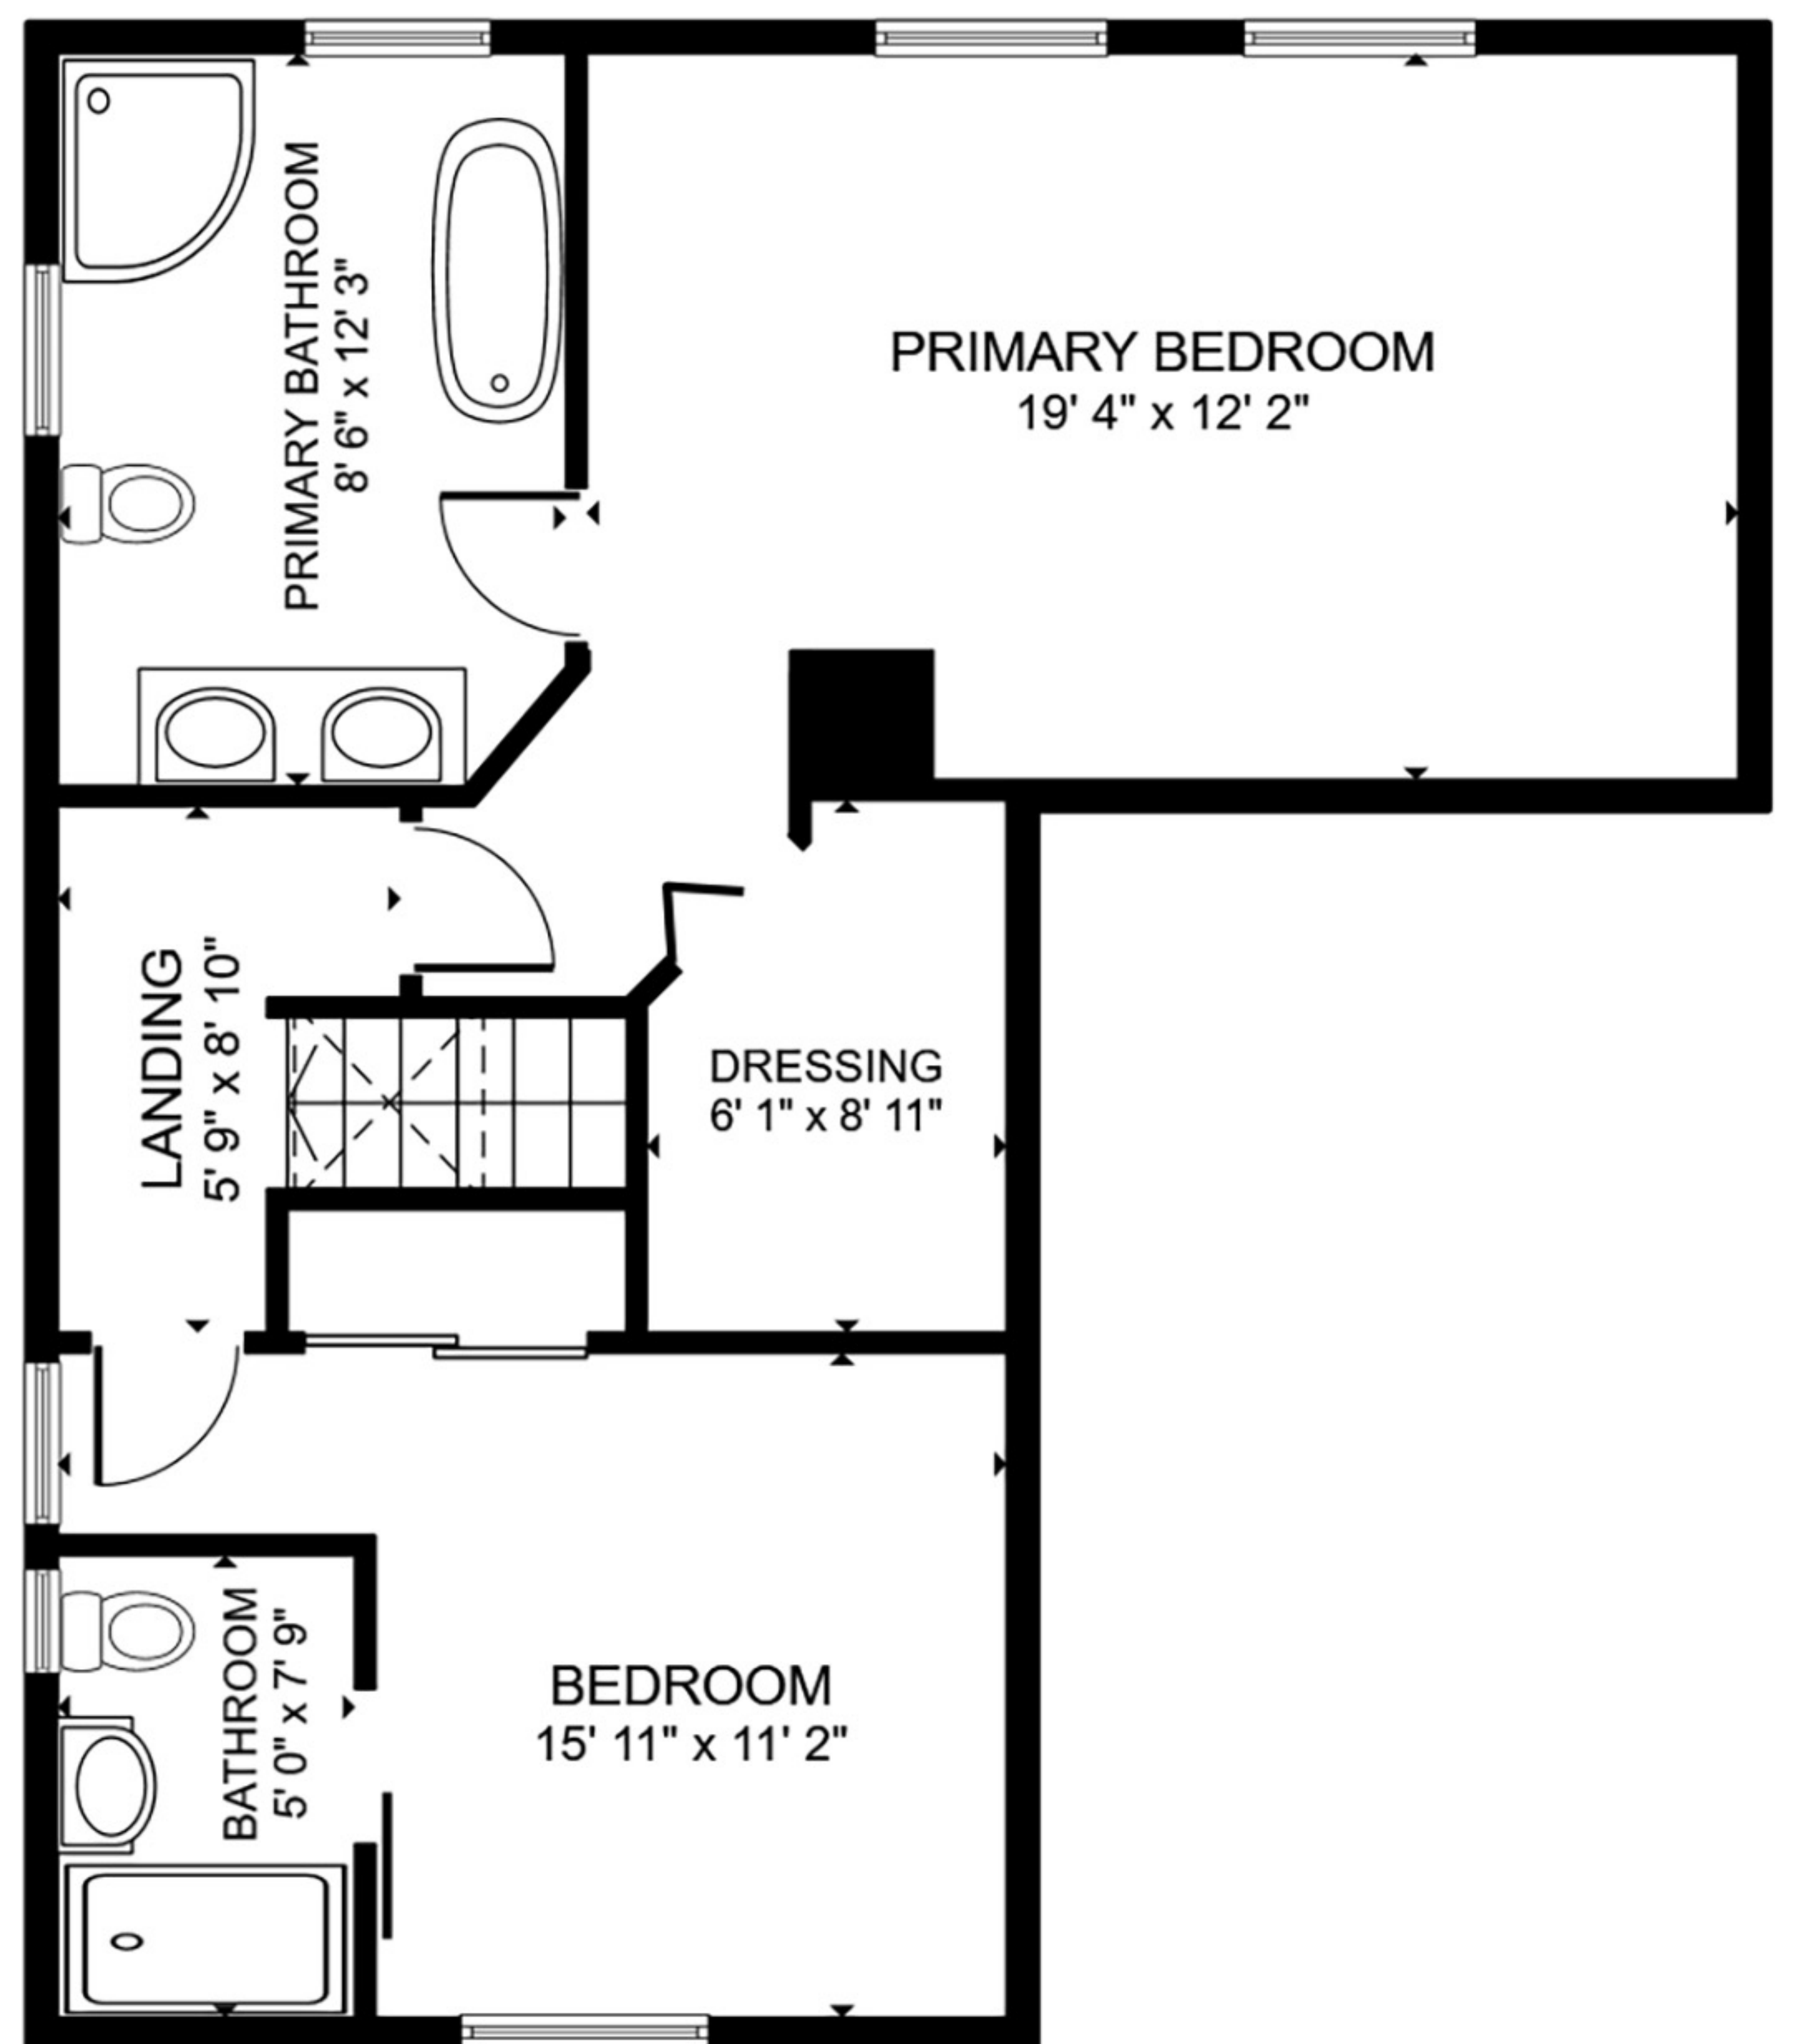 PRIMARY BATHROOM
8' 6" x 12' 3"
PRIMARY BEDROOM
19' 4" x 12' 2"
LANDING
5' 9" x 8' 10"
DRESSING
6' 1" x 8' 11"
BATHROOM
5' 0" x 7' 9"
BEDROOM
15' 11" x 11' 2"